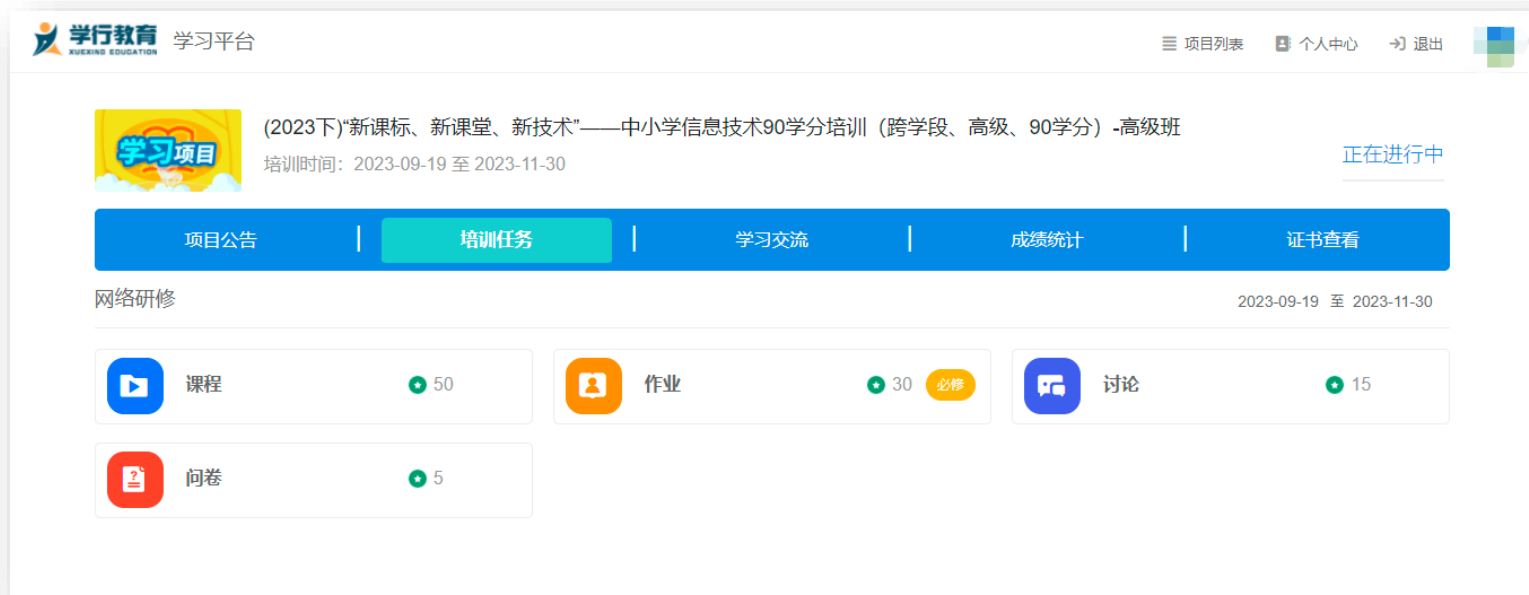 学行教育 学习平台 项目列表 个人中心 退出
XUEXING EDUCATION
(2023下)“新课标、新课堂、新技术”——中小学信息技术90学分培训（跨学段、高级、90学分）-高级班
学习项目
培训时间：2023-09-19 至 2023-11-30
正在进行中
项目公告 培训任务 学习交流 成绩统计 证书查看
网络研修 2023-09-19 至 2023-11-30
课程 50 作业 30 必修 讨论 15
问卷 5